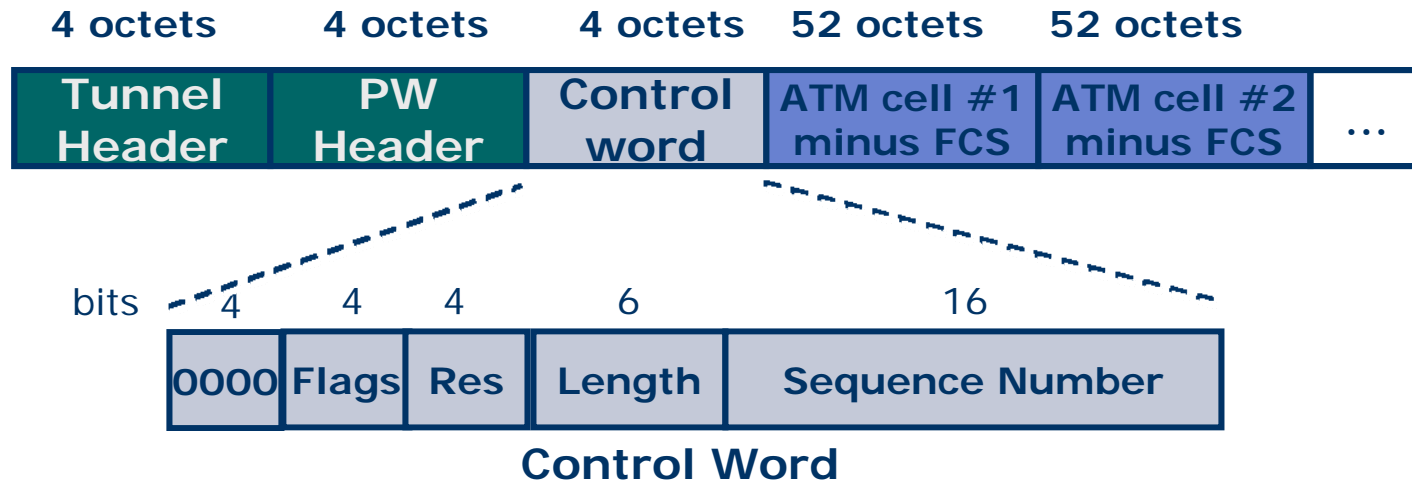 4 octets 4 octets 4 octets 52 octets 52 octets
Tunnel Header PW Header Control word ATM cell #1 minus FCS ATM cell #2 minus FCS ...
bits 4 4 4 6 16
0000 Flags Res Length Sequence Number
Control Word